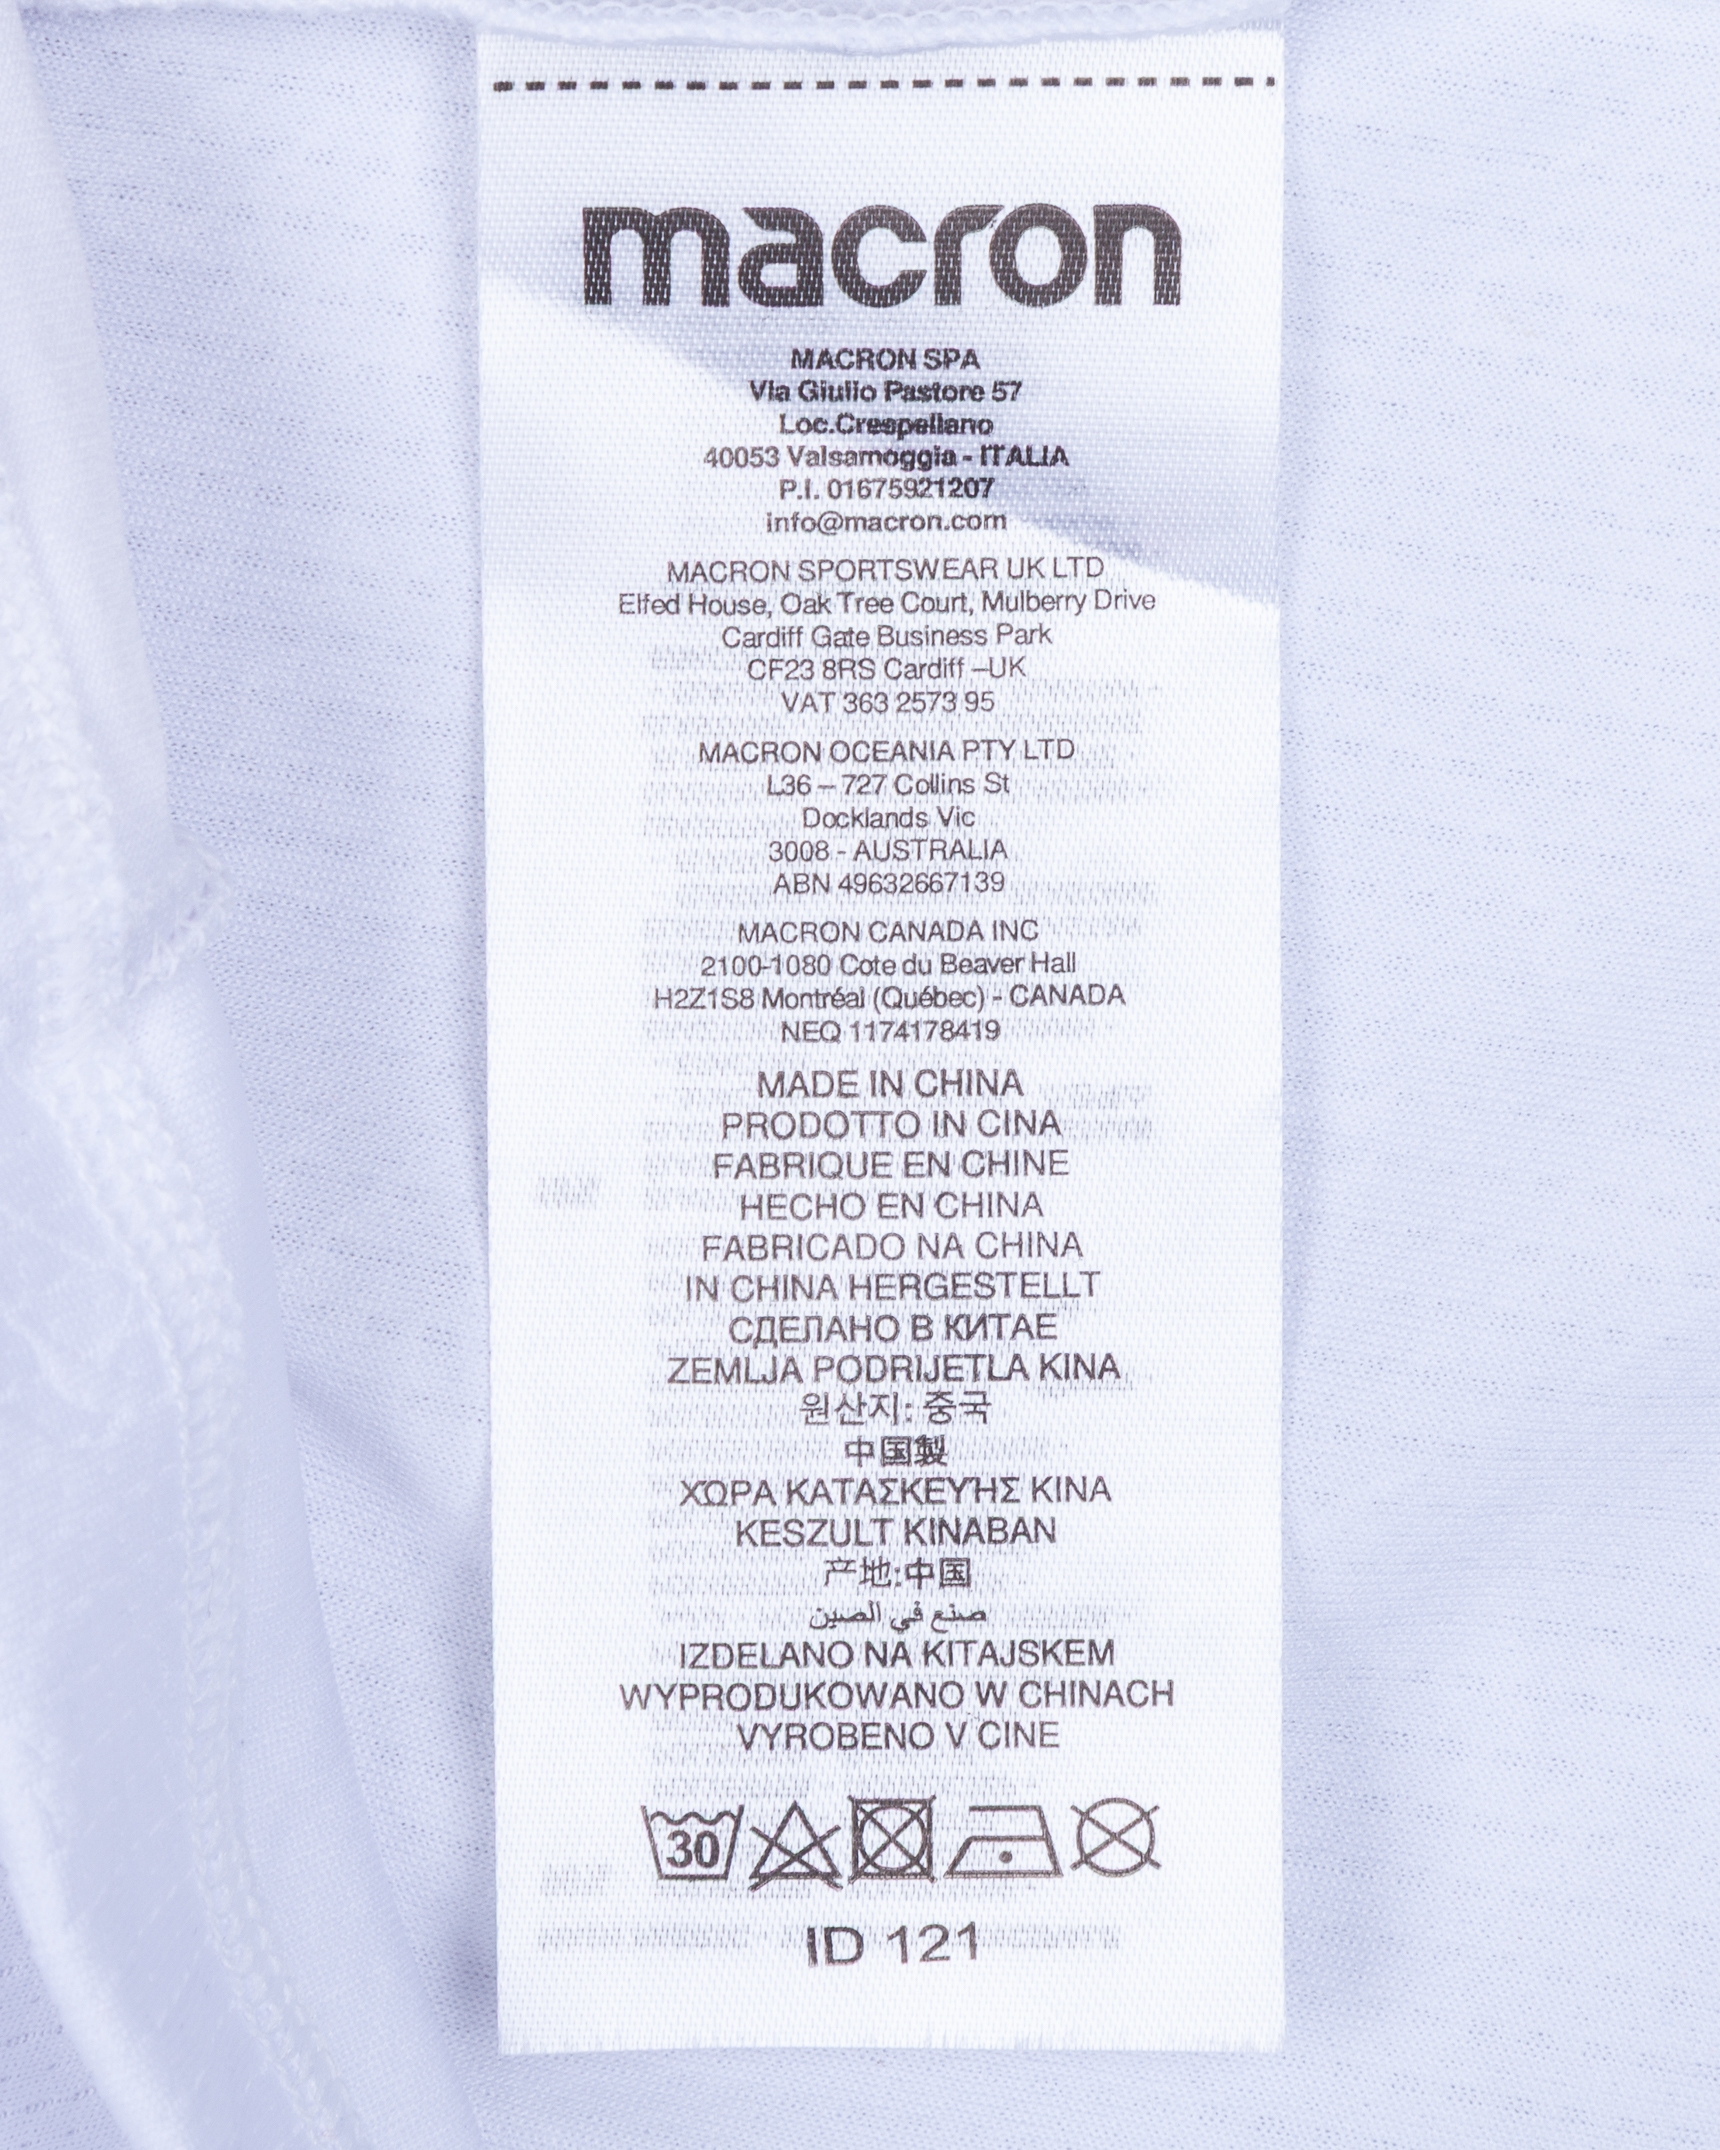 macron
MACRON SPA
Via Giulio Pastore 57
Loc.Crespellano
40053 Valsamoggia - ITALIA
P.I. 01675921207
info@macron.com
MACRON SPORTSWEAR UK LTD
Elfed House, Oak Tree Court, Mulberry Drive
Cardiff Gate Business Park
CF23 8RS Cardiff –UK
VAT 363 2573 95
MACRON OCEANIA PTY LTD
L36 – 727 Collins St
Docklands Vic
3008 - AUSTRALIA
ABN 49632667139
MACRON CANADA INC
2100-1080 Cote du Beaver Hall
H2Z1S8 Montréal (Québec) - CANADA
NEQ 1174178419
MADE IN CHINA
PRODOTTO IN CINA
FABRIQUE EN CHINE
HECHO EN CHINA
FABRICADO NA CHINA
IN CHINA HERGESTELLT
СДЕЛАНО В КИТАЕ
ZEMLJA PODRIJETLA KINA
원산지: 중국
中国製
ΧΏΡΑ ΚΑΤΑΣΚΕΥΉΣ ΚΙΝΑ
KESZULT KINABAN
产地:中国
صنع في الصين
IZDELANO NA KITAJSKEM
WYPRODUKOWANO W CHINACH
VYROBENO V CINE
30
ID 121